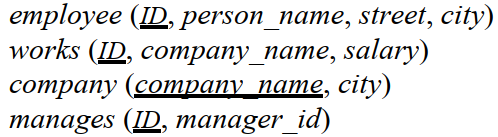 employee (ID, person_name, street, city)
works (ID, company_name, salary)
company (company_name, city)
manages (ID, manager_id)